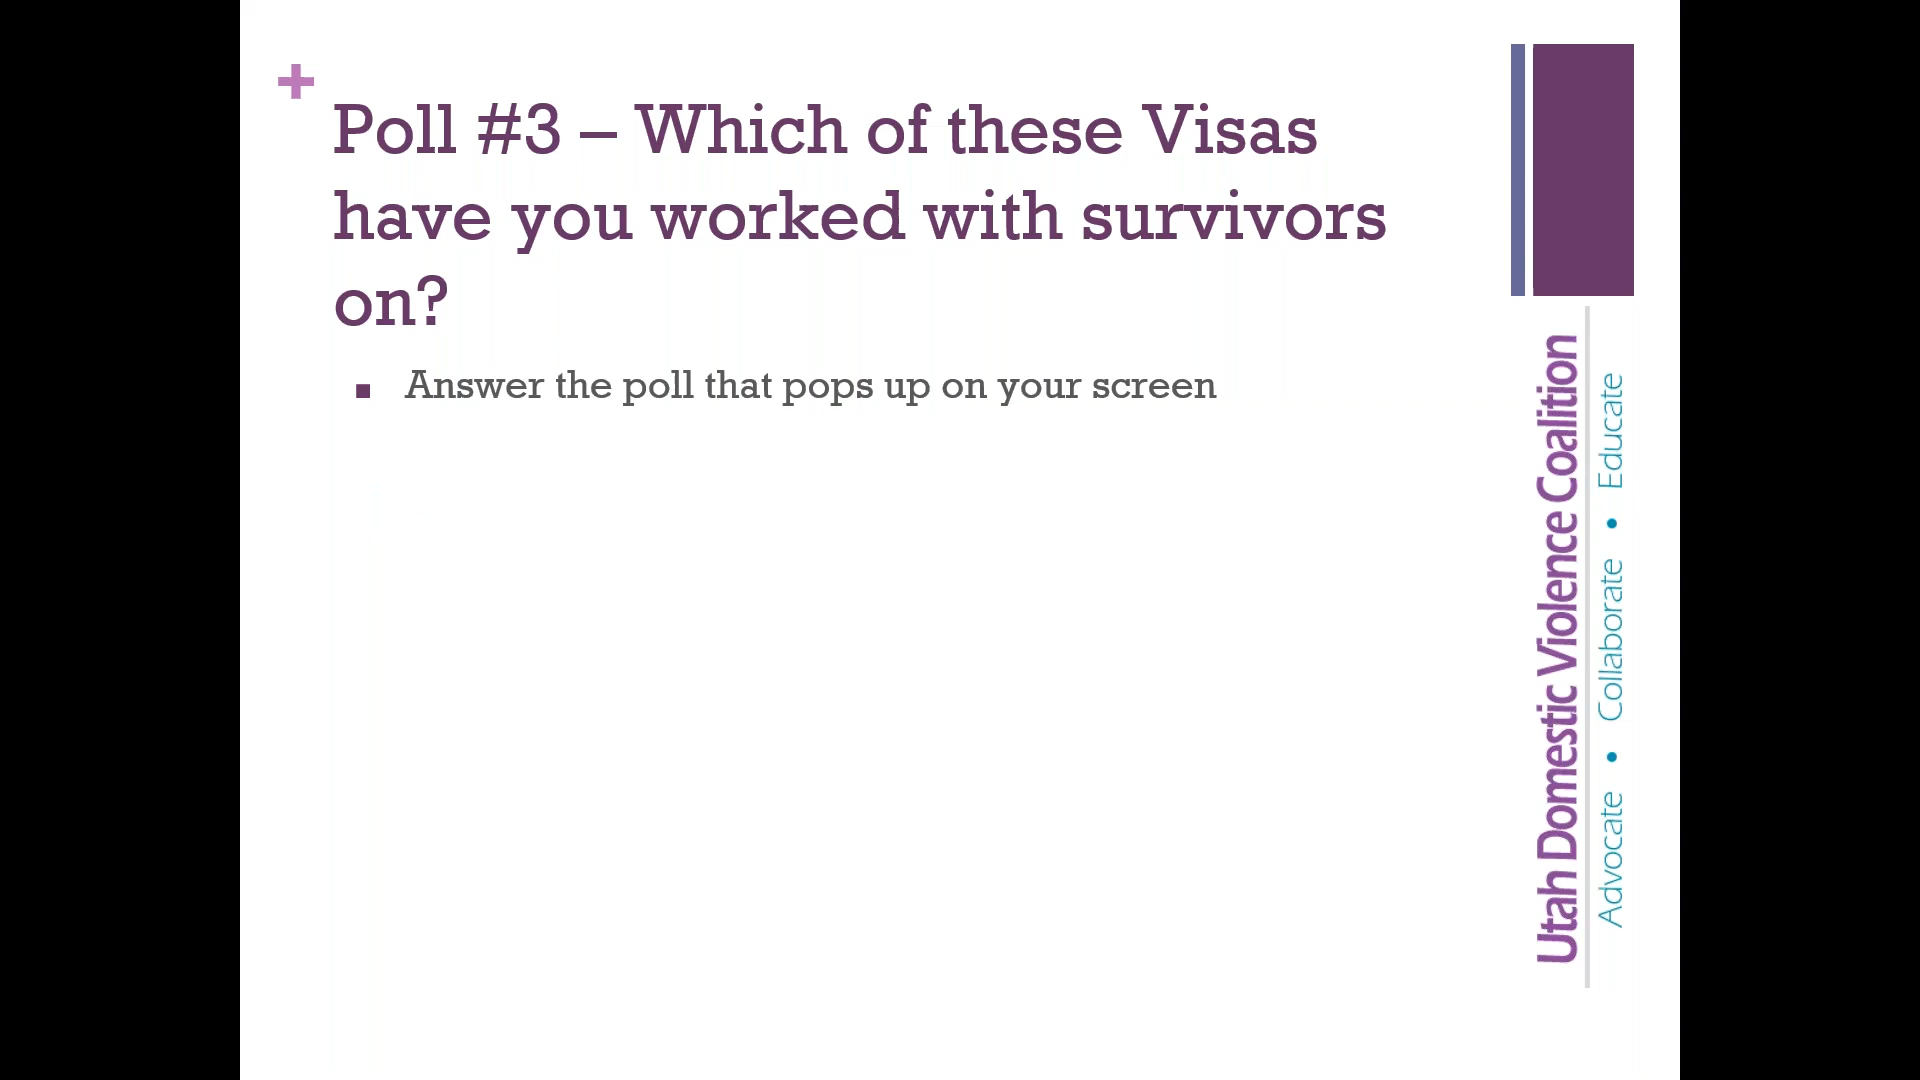 Poll #3 – Which of these Visas
have you worked with survivors
on?
Answer the poll that pops up on your screen
Utah Domestic Violence Coalition
Advocate • Collaborate • Educate